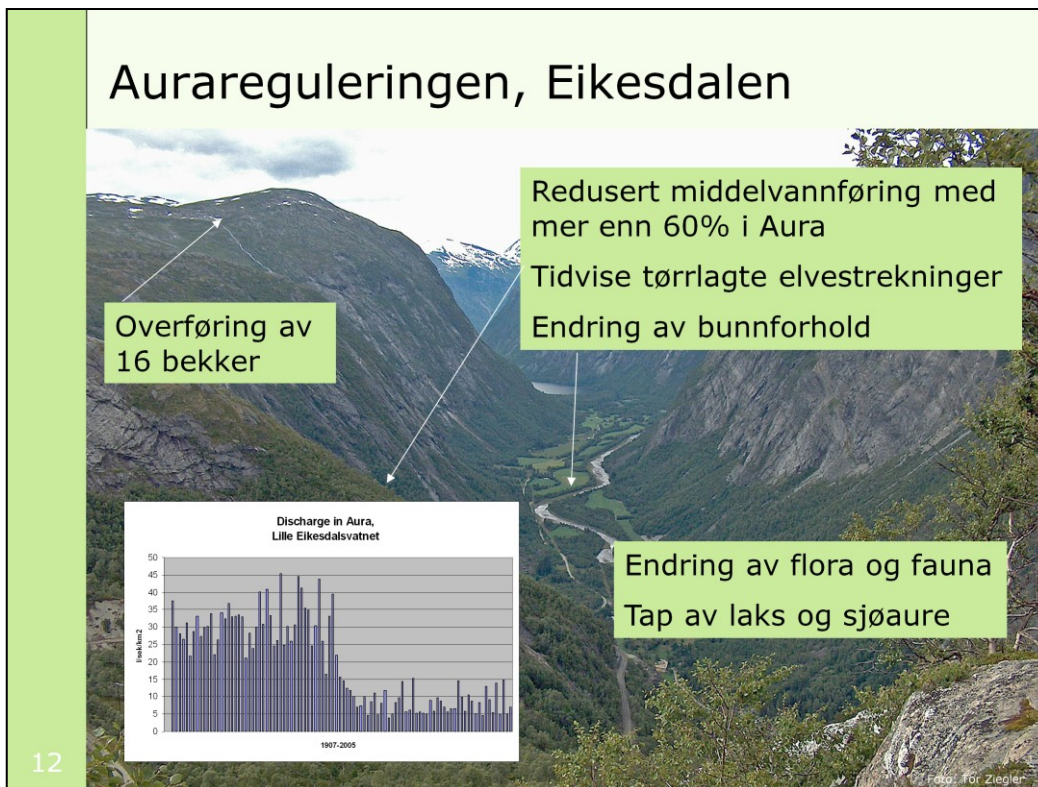 Aurareguleringen, Eikesdalen
Overføring av
16 bekker
Redusert middelvannføring med
mer enn 60% i Aura
Tidvise tørrlagte elvestrekninger
Endring av bunnforhold
Discharge in Aura,
Lille Eikesdalsvatnet
l/sek/km2
50
45
40
35
30
25
20
15
10
5
0
1907-2005
Endring av flora og fauna
Tap av laks og sjøaure
12
Foto: Tor Ziegler